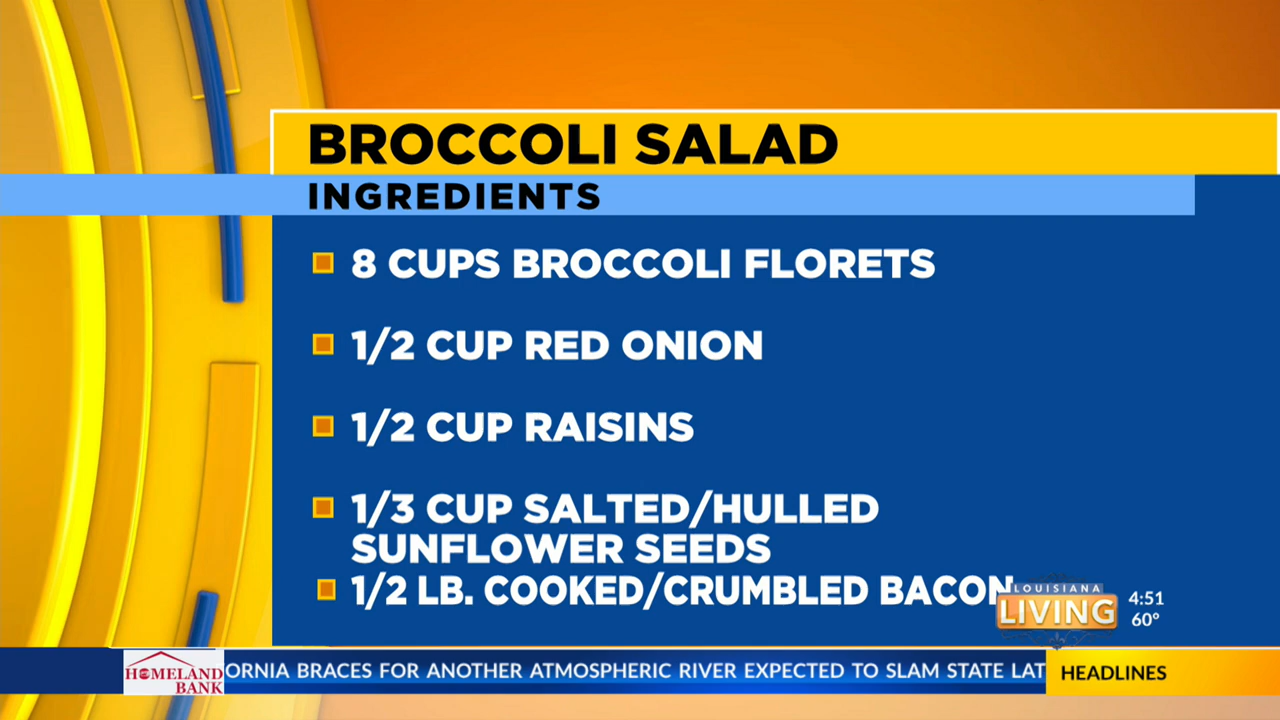 BROCCOLI SALAD
INGREDIENTS
8 CUPS BROCCOLI FLORETS
1/2 CUP RED ONION
1/2 CUP RAISINS
1/3 CUP SALTED/HULLED
SUNFLOWER SEEDS
1/2 LB. COOKED/CRUMBLED BACON
LOUISIANA
LIVING
4:51
60°
HOMELAND
BANK
ORNIA BRACES FOR ANOTHER ATMOSPHERIC RIVER EXPECTED TO SLAM STATE LAT
HEADLINES